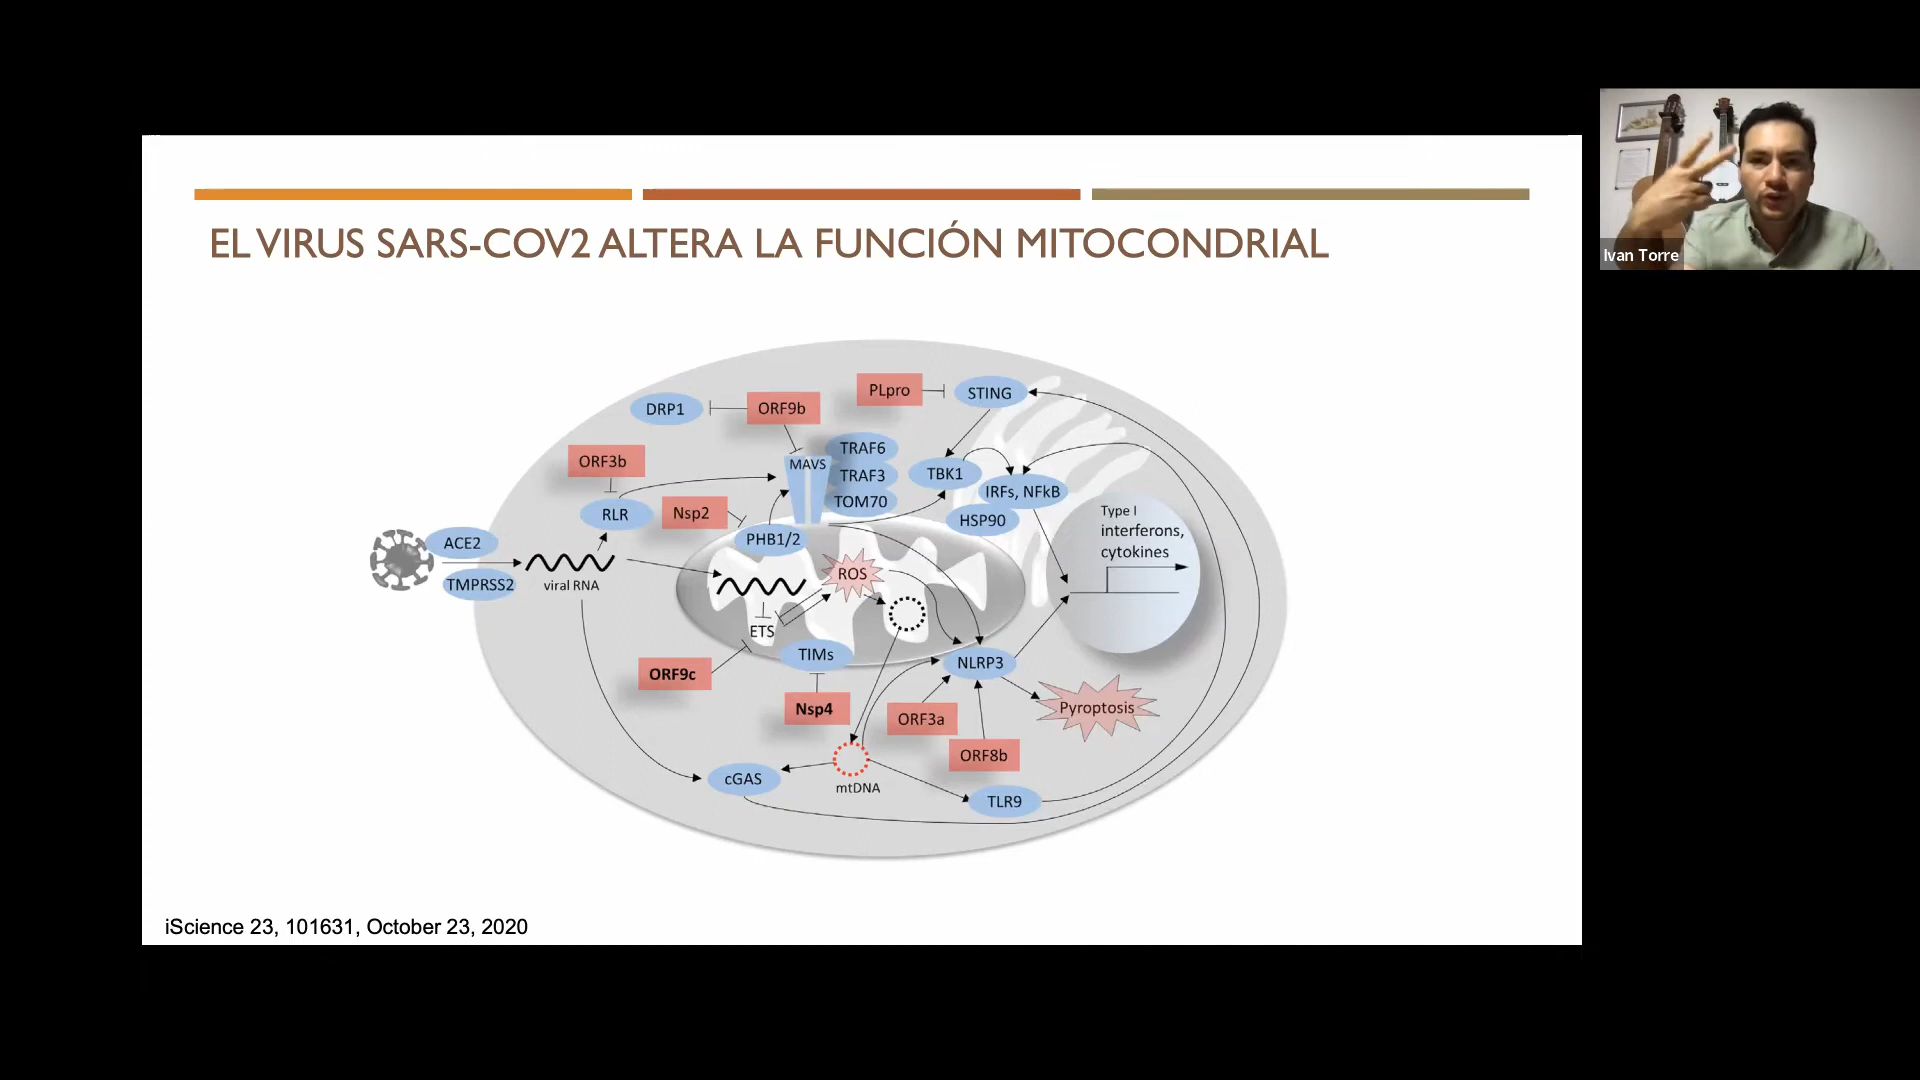 EL VIRUS SARS-COV2 ALTERA LA FUNCIÓN MITOCONDRIAL
Ivan Torre
PLpro
STING
DRP1
ORF9b
TRAF6
MAVS
ORF3b
TRAF3
TBK1
TOM70
IRFs, NFkB
RLR
Nsp2
HSP90
Type I
interferons,
cytokines
PHB1/2
ACE2
TMPRSS2
viral RNA
ROS
ETS
TIMs
NLRP3
ORF9c
Nsp4
ORF3a
Pyroptosis
ORF8b
cGAS
mtDNA
TLR9
iScience 23, 101631, October 23, 2020